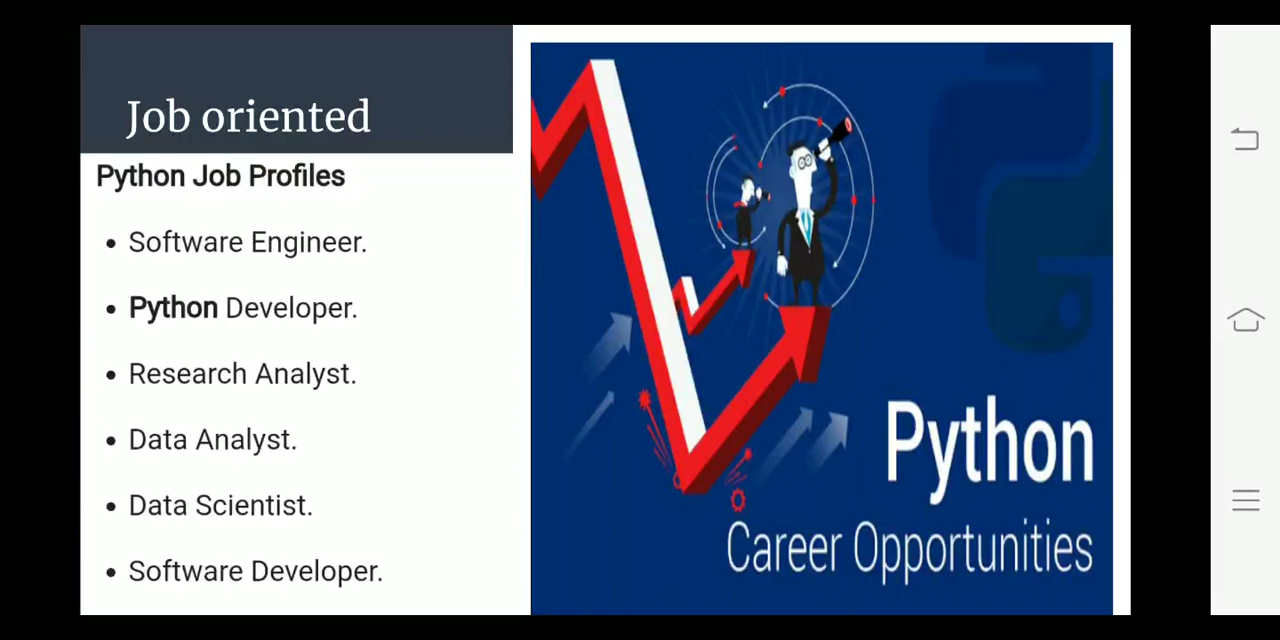 Job oriented
Python Job Profiles
• Software Engineer.
• Python Developer.
• Research Analyst.
• Data Analyst.
• Data Scientist.
• Software Developer.
Python
Career Opportunities